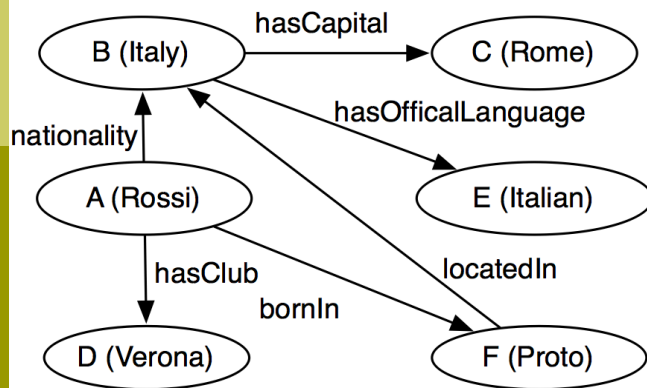 hasCapital
B (Italy)
C (Rome)
hasOfficalLanguage
nationality
A (Rossi)
E (Italian)
hasClub
locatedIn
bornIn
D (Verona)
F (Proto)